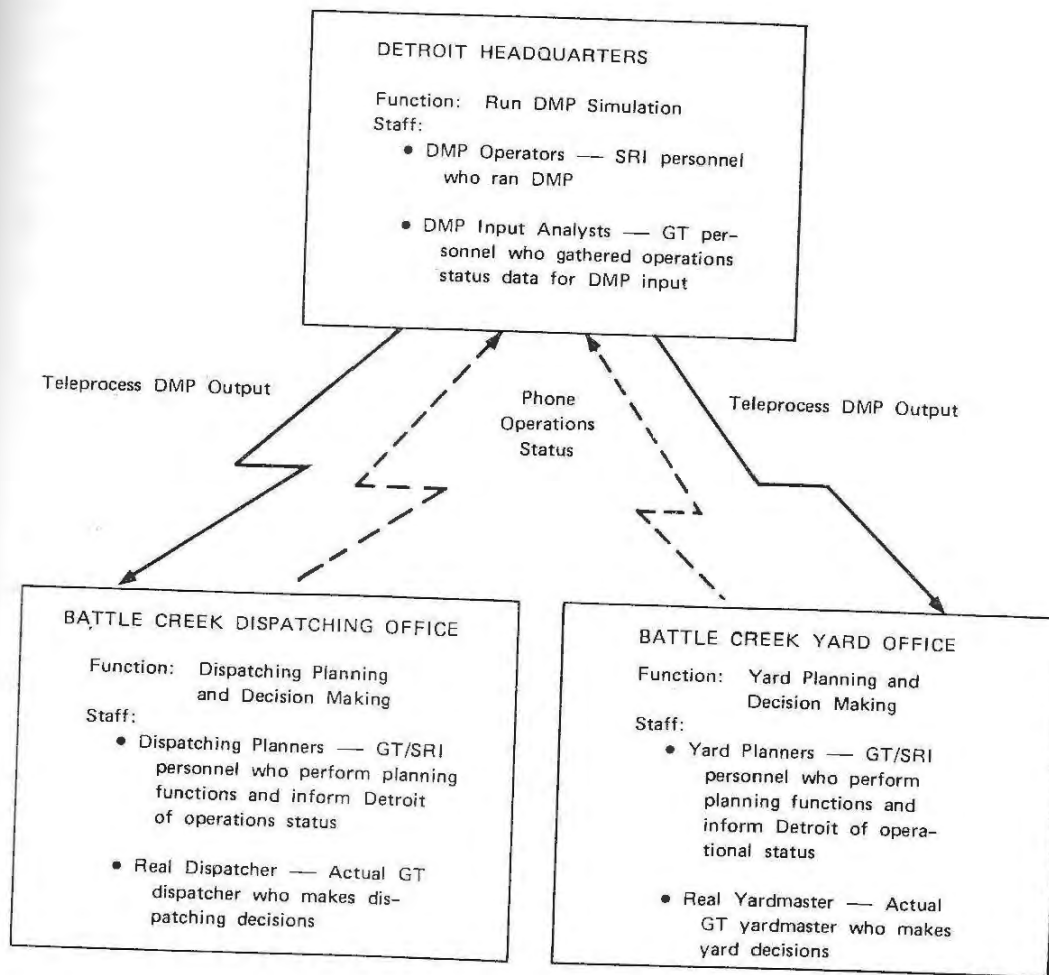 DETROIT HEADQUARTERS
Function: Run DMP Simulation
Staff:
• DMP Operators — SRI personnel
who ran DMP
• DMP Input Analysts — GT per-
sonnel who gathered operations
status data for DMP input
Teleprocess DMP Output
Phone
Operations
Status
Teleprocess DMP Output
BATTLE CREEK DISPATCHING OFFICE
Function: Dispatching Planning
and Decision Making
Staff:
• Dispatching Planners — GT/SRI
personnel who perform planning
functions and inform Detroit
of operations status
• Real Dispatcher — Actual GT
dispatcher who makes dis-
patching decisions
BATTLE CREEK YARD OFFICE
Function: Yard Planning and
Decision Making
Staff:
• Yard Planners — GT/SRI
personnel who perform
planning functions and
inform Detroit of opera-
tional status
• Real Yardmaster — Actual
GT yardmaster who makes
yard decisions